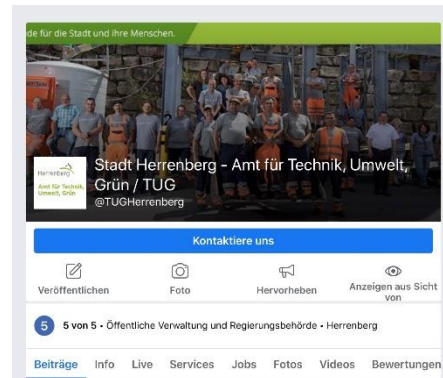 de für die Stadt und ihre Menschen.
Herrenberg
Amt für Technik,
Umwelt, Grün
Stadt Herrenberg - Amt für Technik, Umwelt,
Grün / TUG
@TUGHerrenberg
Kontaktiere uns
Veröffentlichen
Foto
Hervorheben
Anzeigen aus Sicht
von
5 5 von 5 • Öffentliche Verwaltung und Regierungsbehörde • Herrenberg
Beiträge Info Live Services Jobs Fotos Videos Bewertungen